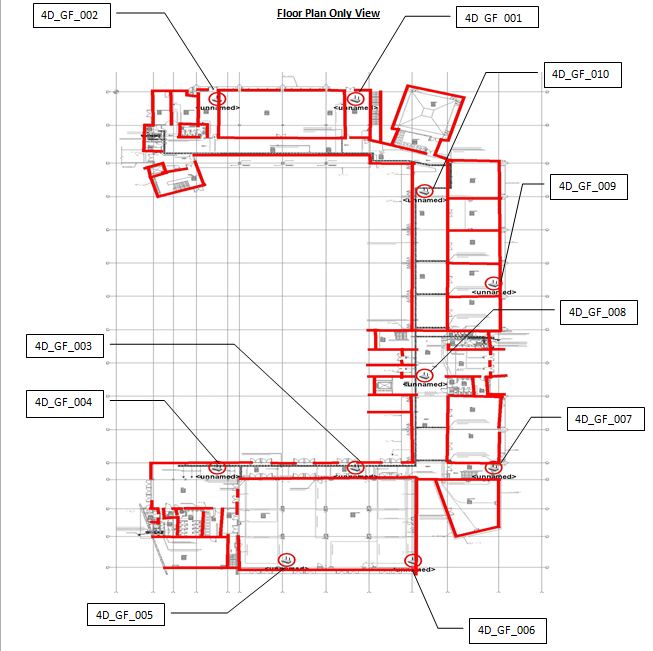 4D_GF_002
Floor Plan Only View
4D_GF_001
4D_GF_010
<unnamed>
<unnamed>
4D_GF_009
<unnamed>
<unnamed>
4D_GF_008
4D_GF_003
<unnamed>
4D_GF_004
4D_GF_007
<unnamed>
<unnamed>
<unnamed>
<unnamed>
<unnamed>
4D_GF_005
4D_GF_006